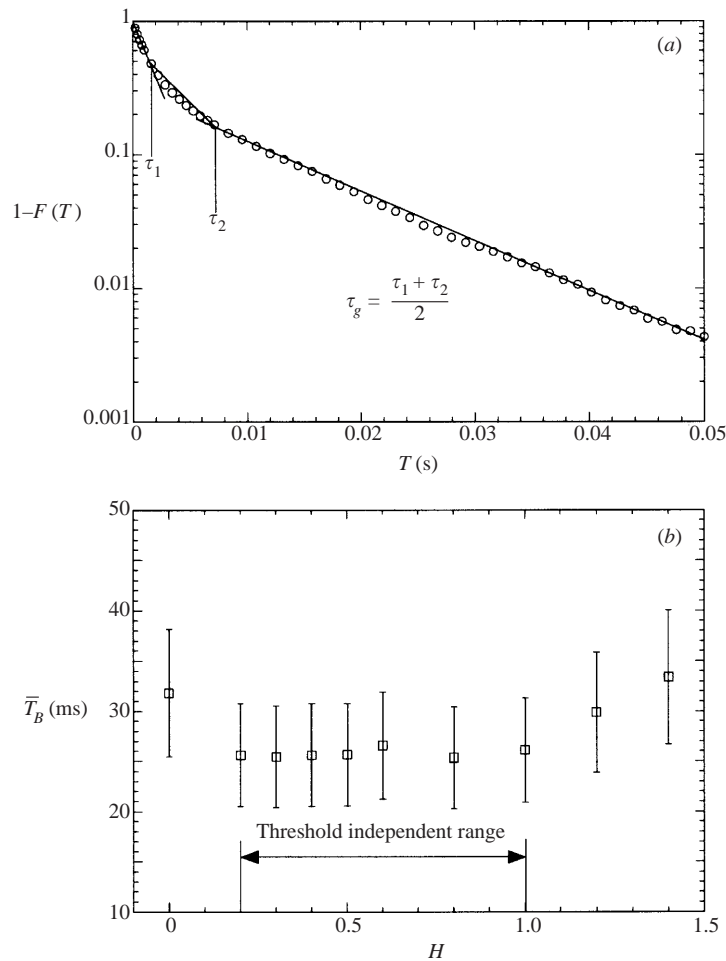 1
(a)
0.1
τ1
1–F (T)
τ2
0.01
τg = τ1 + τ2 / 2
0.001
0 0.01 0.02 0.03 0.04 0.05
T (s)
50
(b)
40
T̅B (ms) 30
20
Threshold independent range
10
0 0.5 1.0 1.5
H